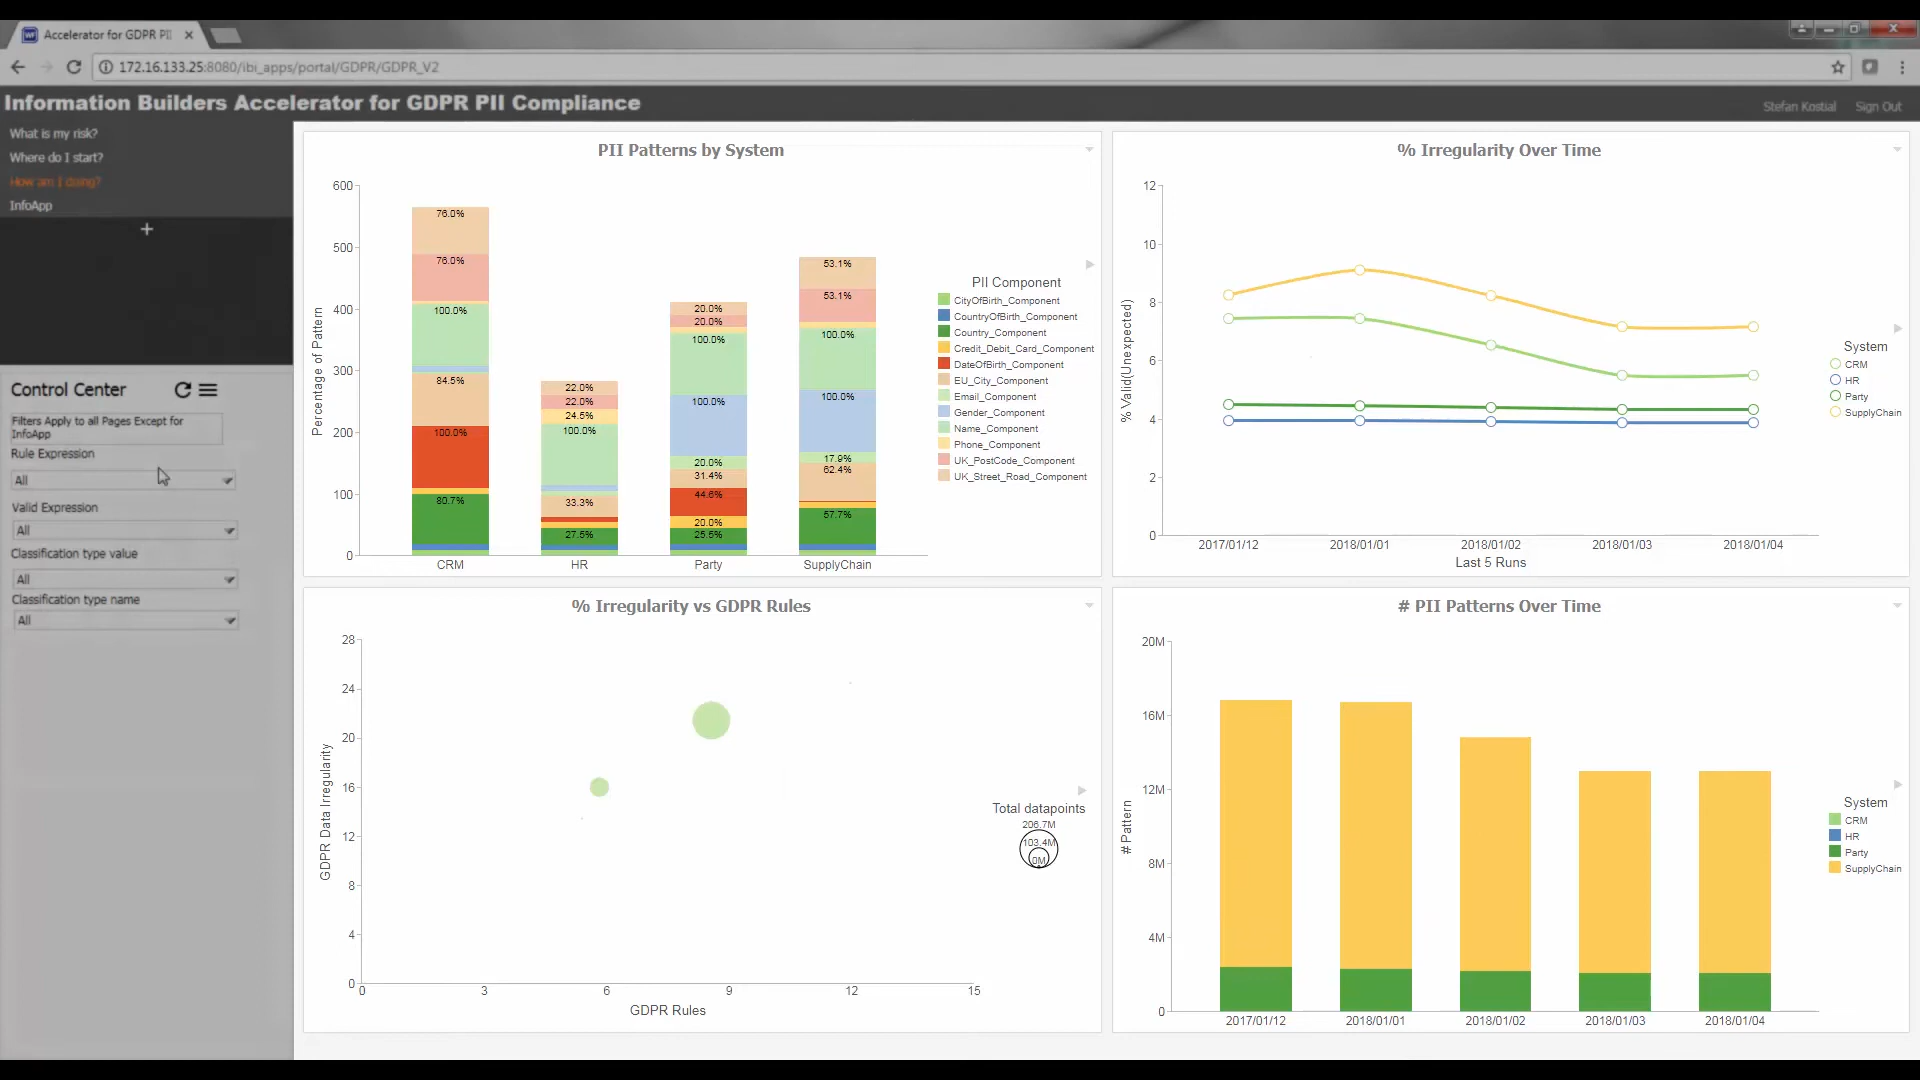 Accelerator for GDPR PII
172.16.133.25:8080/ibi_apps/portal/GDPR/GDPR_V2
Information Builders Accelerator for GDPR PII Compliance
Stefan Kostial
Sign Out
What is my risk?
Where do I start?
How am I doing?
InfoApp
+
Control Center
Filters Apply to all Pages Except for
InfoApp
Rule Expression
All
Valid Expression
All
Classification type value
All
Classification type name
All
PII Patterns by System
Percentage of Pattern
600
500
400
300
200
100
0
76.0%
76.0%
100.0%
84.5%
100.0%
80.7%
22.0%
22.0%
24.5%
100.0%
33.3%
27.5%
20.0%
20.0%
100.0%
100.0%
20.0%
31.4%
44.6%
20.0%
25.5%
53.1%
53.1%
100.0%
100.0%
17.9%
62.4%
57.7%
CRM
HR
Party
SupplyChain
PII Component
CityOfBirth_Component
CountryOfBirth_Component
Country_Component
Credit_Debit_Card_Component
DateOfBirth_Component
EU_City_Component
Email_Component
Gender_Component
Name_Component
Phone_Component
UK_PostCode_Component
UK_Street_Road_Component
% Irregularity Over Time
% Valid(Unexpected)
12
10
8
6
4
2
0
2017/01/12
2018/01/01
2018/01/02
2018/01/03
2018/01/04
Last 5 Runs
System
CRM
HR
Party
SupplyChain
% Irregularity vs GDPR Rules
GDPR Data Irregularity
28
24
20
16
12
8
4
0
0
3
6
9
12
15
GDPR Rules
Total datapoints
206.7M
103.4M
0M
# PII Patterns Over Time
# Pattern
20M
16M
12M
8M
4M
0
2017/01/12
2018/01/01
2018/01/02
2018/01/03
2018/01/04
System
CRM
HR
Party
SupplyChain